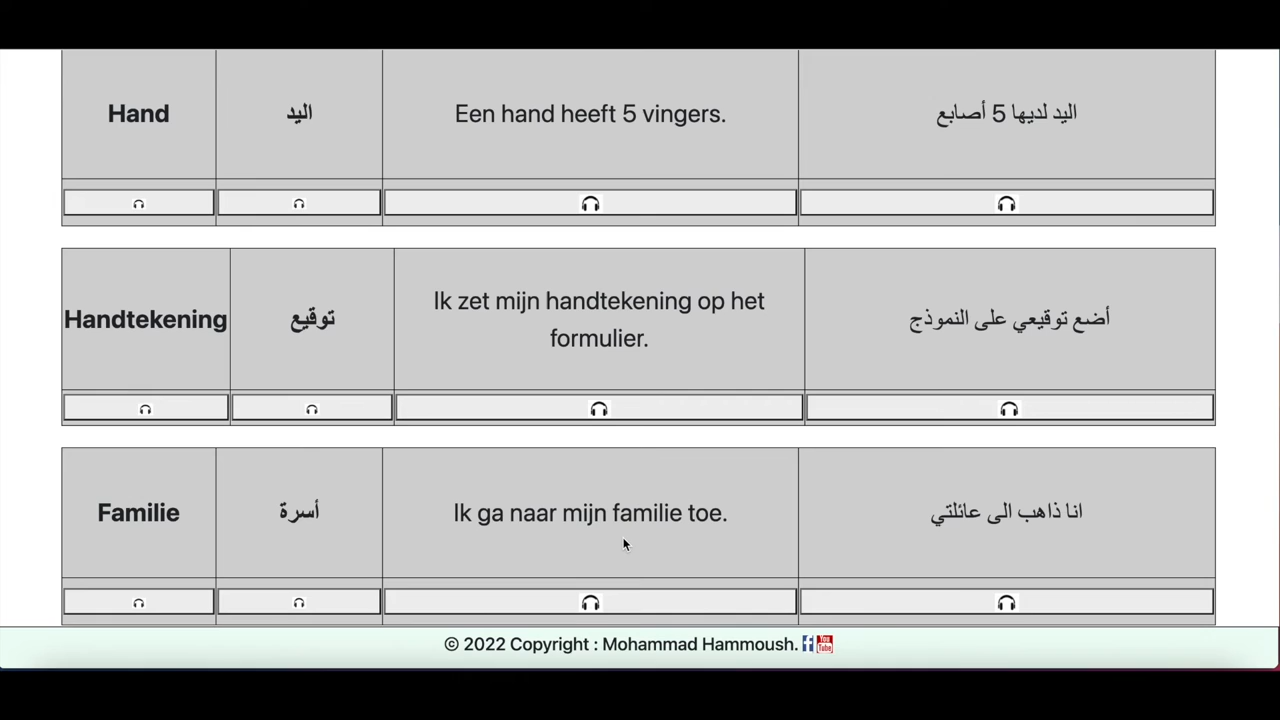 Hand
اليد
Een hand heeft 5 vingers.
اليد لديها 5 أصابع
Handtekening
توقيع
Ik zet mijn handtekening op het
formulier.
أضع توقيعي على النموذج
Familie
أسرة
Ik ga naar mijn familie toe.
انا ذاهب الى عائلتي
© 2022 Copyright : Mohammad Hammoush. f You Tube